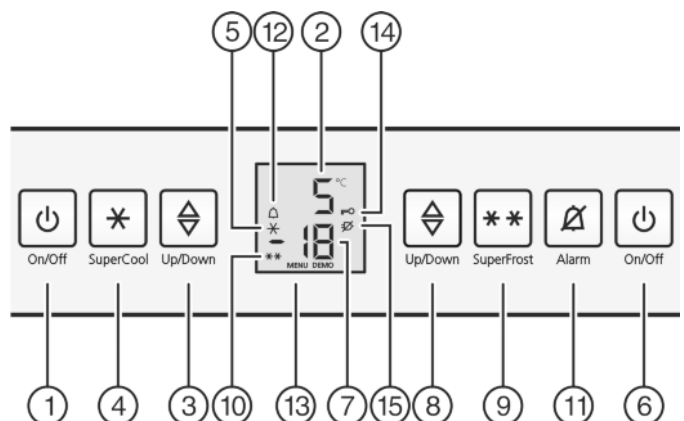 5 12 2 14
5 °C
-18
MENU DEMO
On/Off SuperCool Up/Down Up/Down SuperFrost Alarm On/Off
1 4 3 10 13 7 15 8 9 11 6